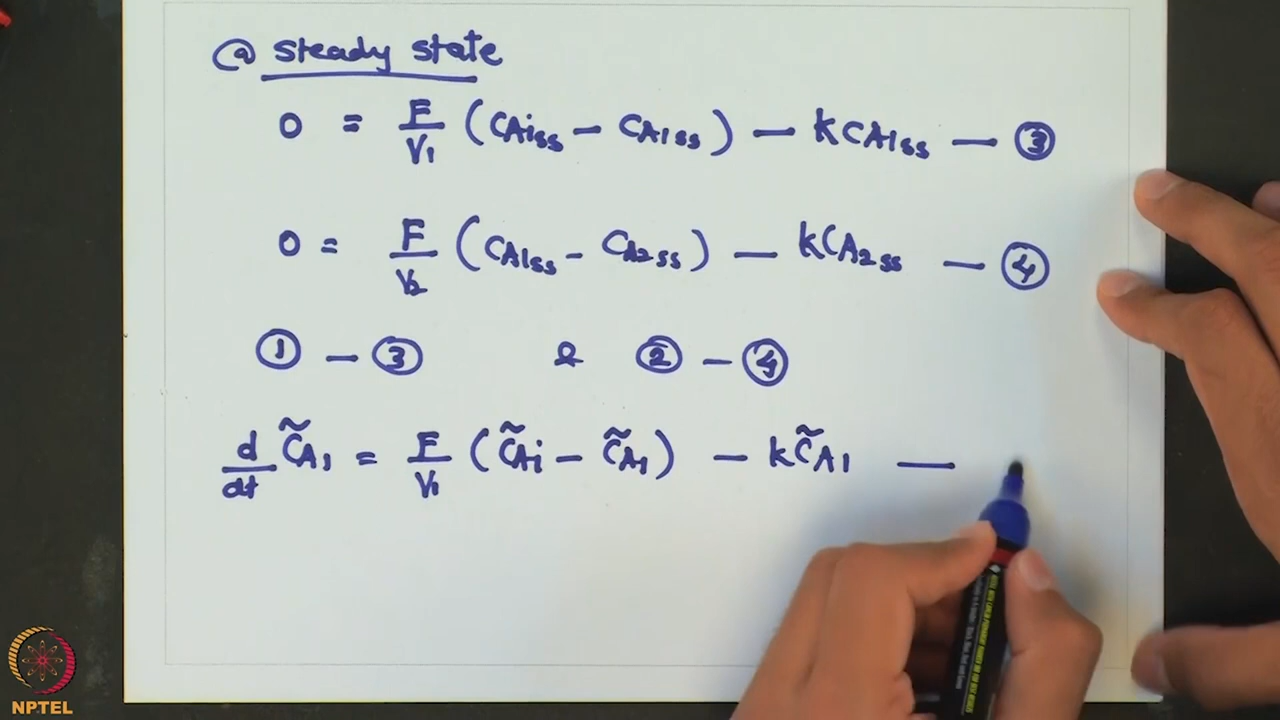 @ steady state
0 = F/V1 (CAiss - CA1ss) - kCA1ss — ③
0 = F/V2 (CA1ss - CA2ss) - kCA2ss — ④
① - ③ & ② - ④
d/dt C̃A1 = F/V1 (C̃Ai - C̃A1) - kC̃A1 —
NPTEL